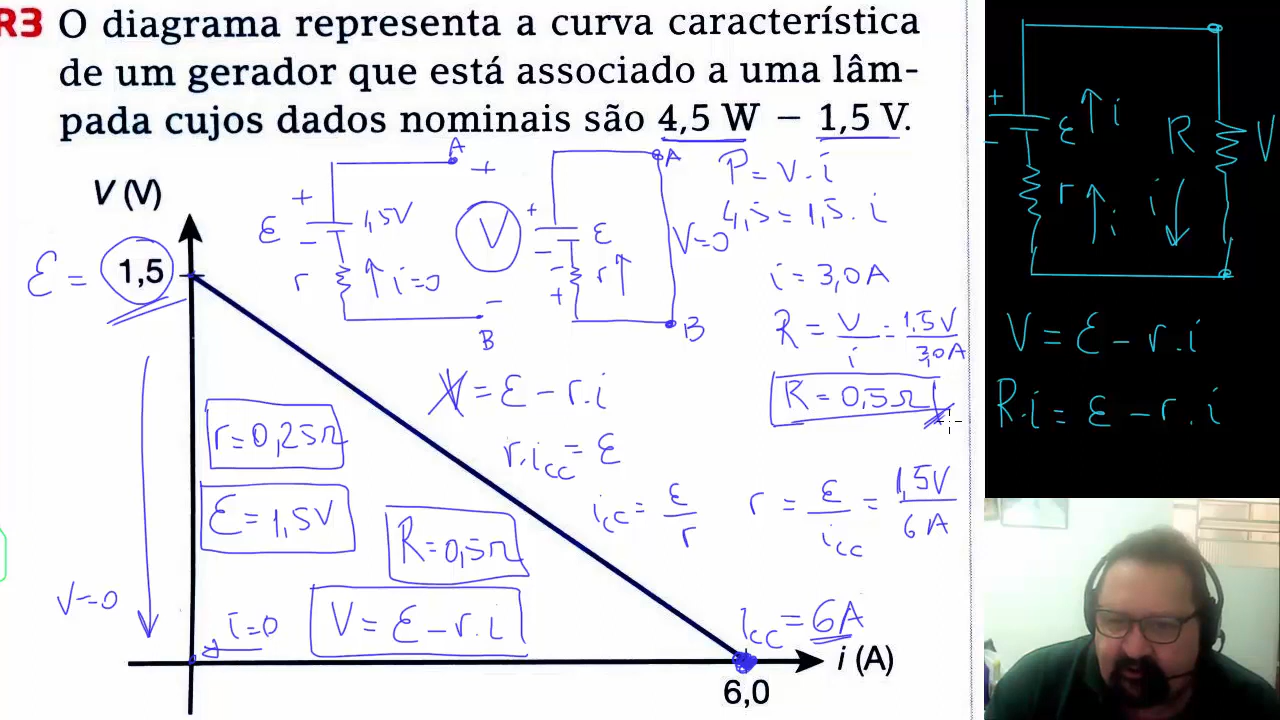 R3 O diagrama representa a curva característica
de um gerador que está associado a uma lâm-
pada cujos dados nominais são 4,5 W – 1,5 V.
V (V)
ε = 1,5
+
ε
−
1,5V
r
i=0
A
+
V
−
B
+
−
ε
−
+
r
A
V=0
B
P = V.i
4,5 = 1,5. i
i = 3,0A
R = V/i = 1,5V/3,0A
R = 0,5Ω
V = ε − r.i
r.icc = ε
icc = ε/r
r = ε/icc = 1,5V/6A
r=0,25Ω
ε=1,5V
R=0,5Ω
V = ε − r.i
V=0
i=0
icc = 6A
i (A)
6,0
+
−
ε
i
r
i
i
R
V
V = ε − r.i
R.i = ε − r.i